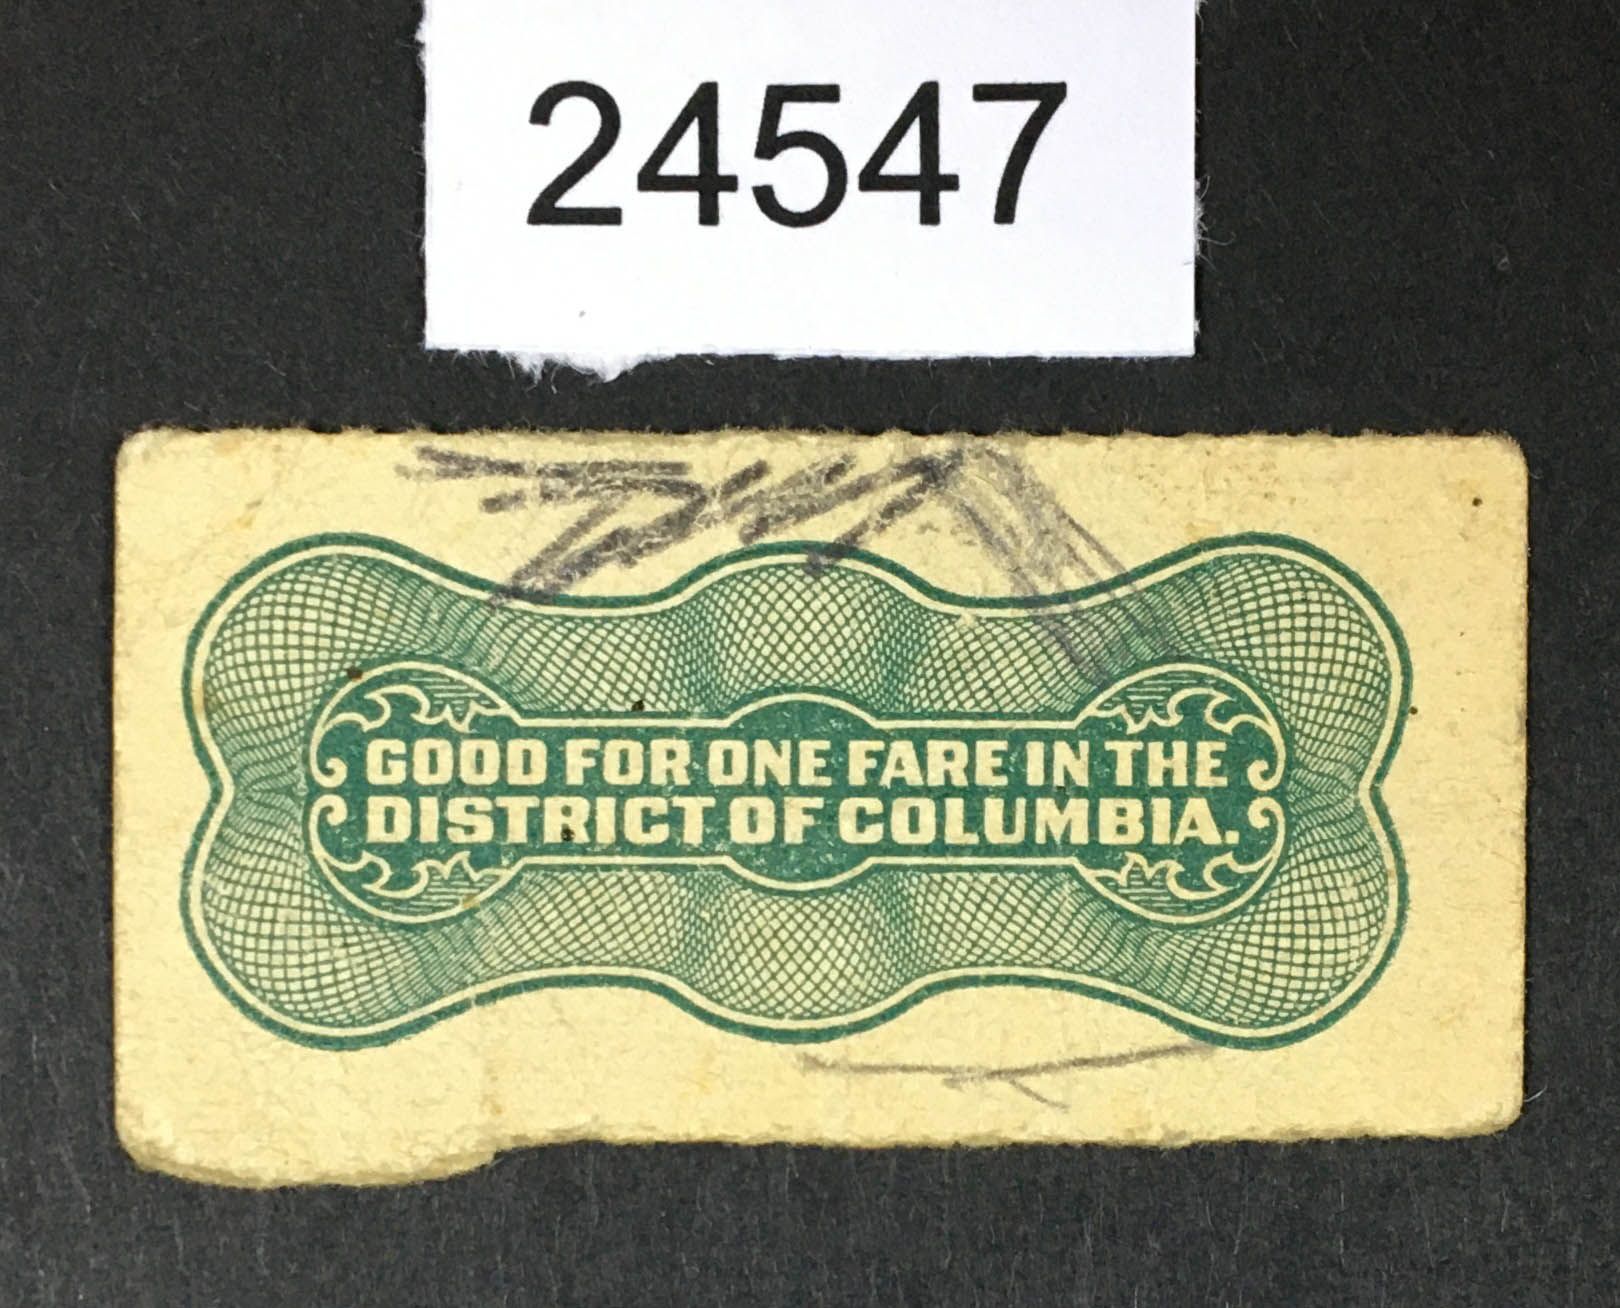 24547
GOOD FOR ONE FARE IN THE
DISTRICT OF COLUMBIA.